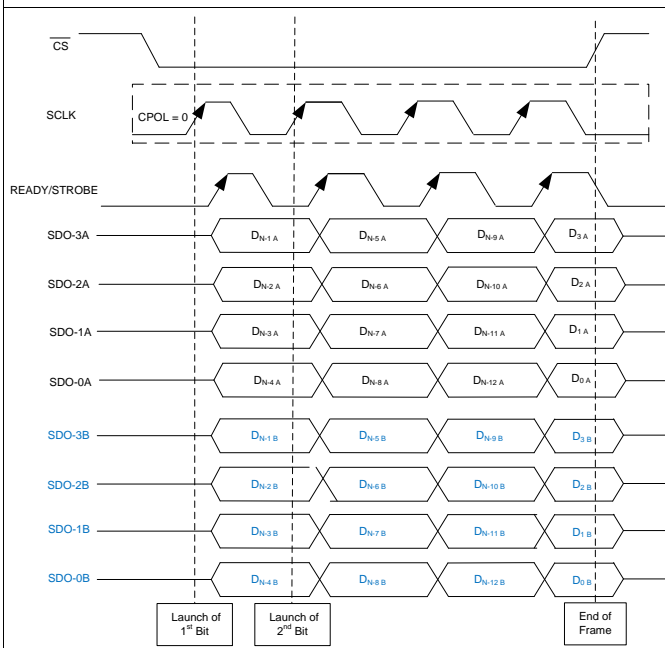 CS
SCLK CPOL = 0
READY/STROBE
SDO-3A DN-1 A DN-5 A DN-9 A D3 A
SDO-2A DN-2 A DN-6 A DN-10 A D2 A
SDO-1A DN-3 A DN-7 A DN-11 A D1 A
SDO-0A DN-4 A DN-8 A DN-12 A D0 A
SDO-3B DN-1 B DN-5 B DN-9 B D3 B
SDO-2B DN-2 B DN-6 B DN-10 B D2 B
SDO-1B DN-3 B DN-7 B DN-11 B D1 B
SDO-0B DN-4 B DN-8 B DN-12 B D0 B
Launch of
1st Bit
Launch of
2nd Bit
End of
Frame